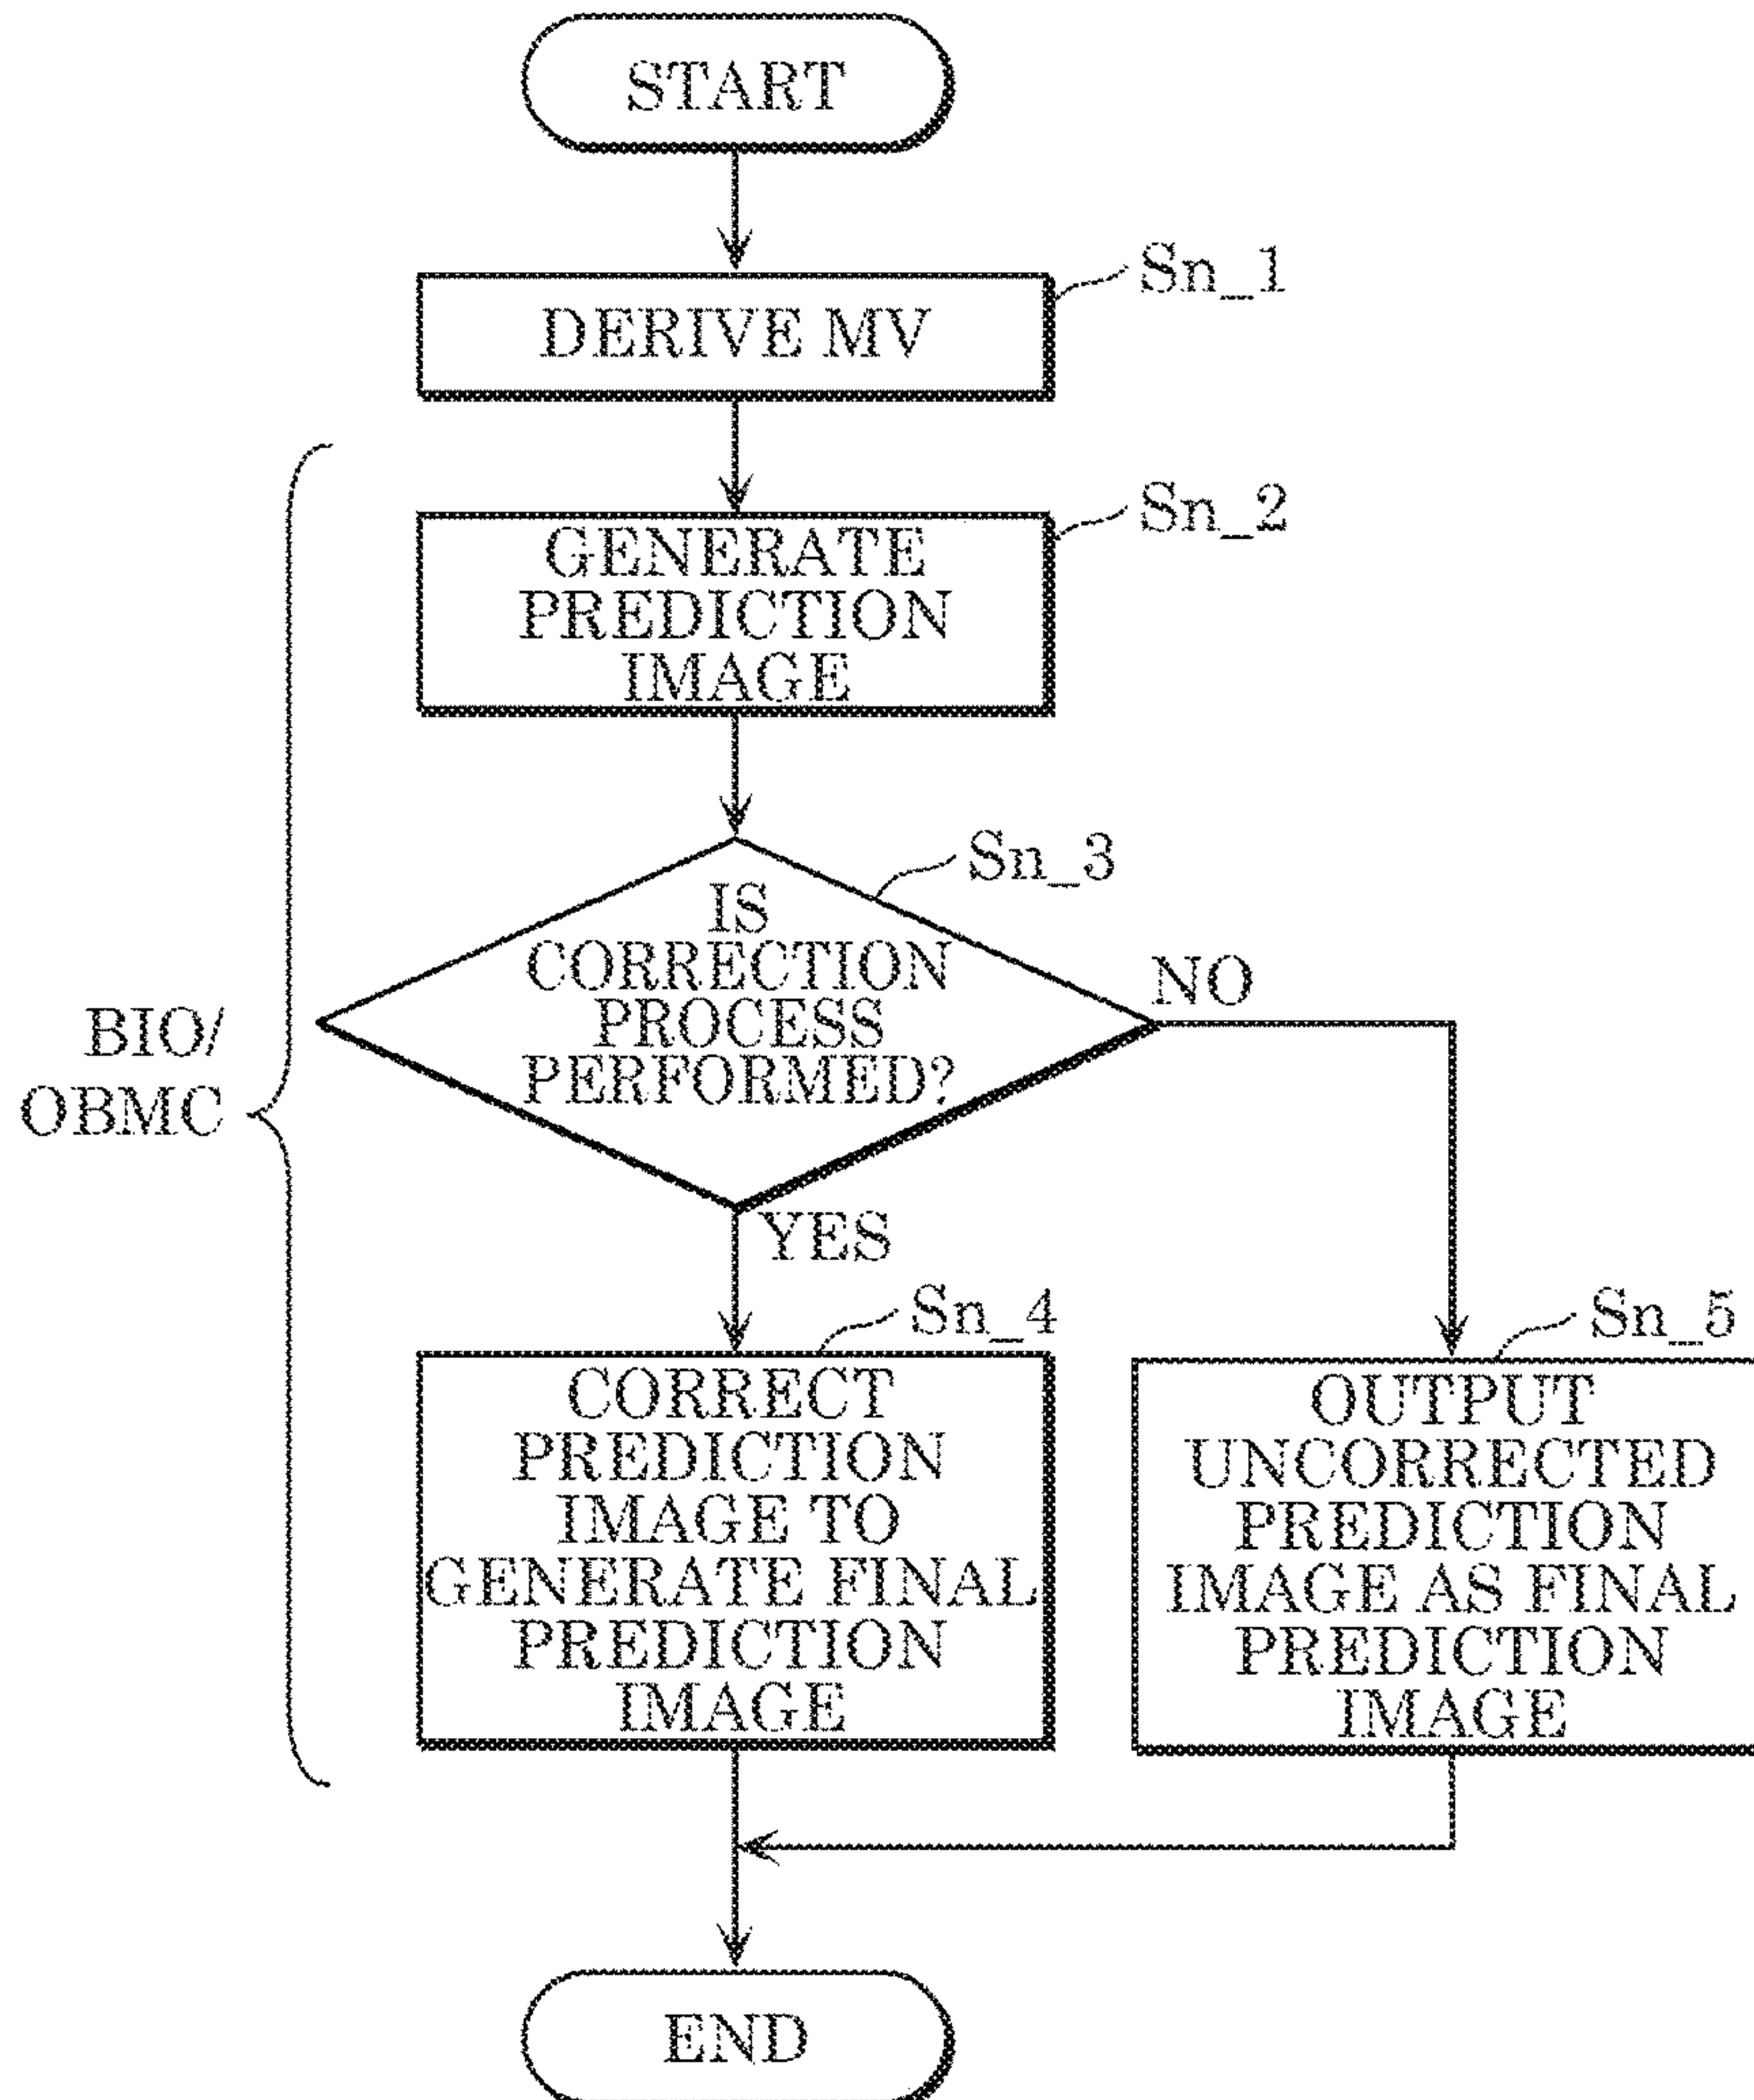 START
Sn_1
DERIVE MV
Sn_2
GENERATE
PREDICTION
IMAGE
Sn_3
IS
CORRECTION
PROCESS
PERFORMED?
NO
BIO/
OBMC
YES
Sn_4
CORRECT
PREDICTION
IMAGE TO
GENERATE FINAL
PREDICTION
IMAGE
Sn_5
OUTPUT
UNCORRECTED
PREDICTION
IMAGE AS FINAL
PREDICTION
IMAGE
END